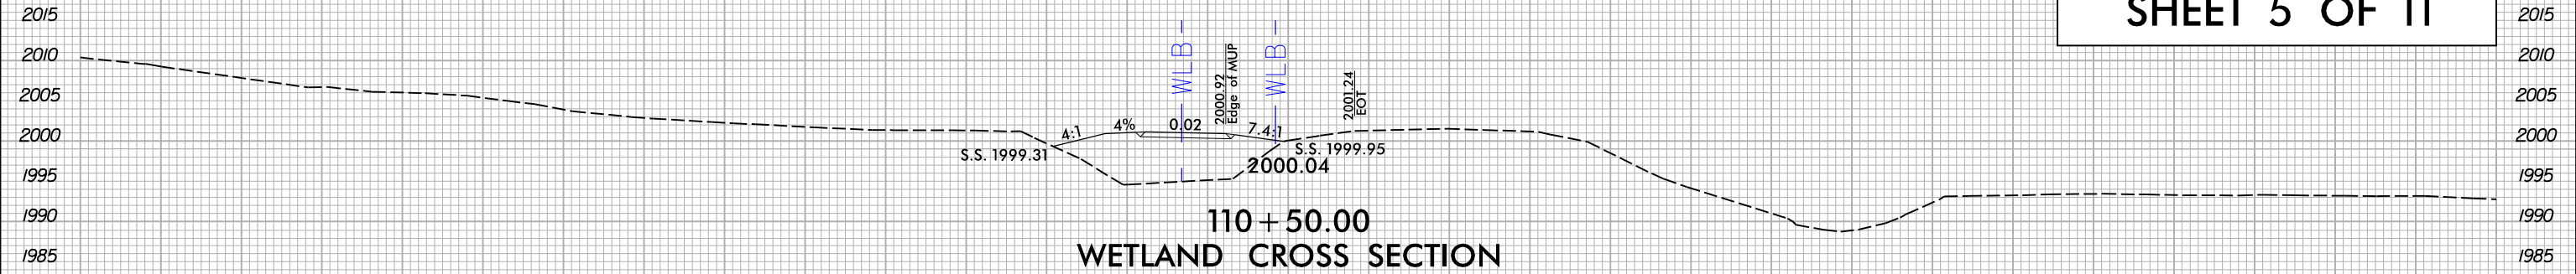 SHEET 5 OF 11
2015 2015
2010 2010
2005 2005
2000 2000
1995 1995
1990 1990
1985 1985
WLB
WLB
2000.92
Edge of MUP
2001.24
EOT
4:1
4%
0.02
7.4:1
S.S. 1999.31
S.S. 1999.95
2000.04
110+50.00
WETLAND CROSS SECTION